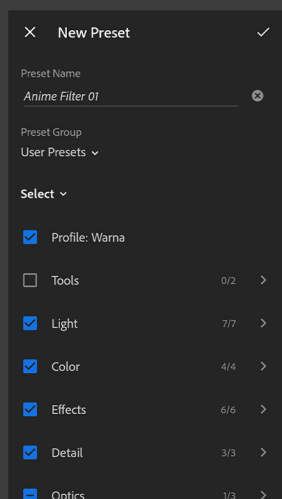 New Preset
Preset Name
Anime Filter 01
Preset Group
User Presets
Select
Profile: Warna
Tools 0/2
Light 7/7
Color 4/4
Effects 6/6
Detail 3/3
Optics 1/3